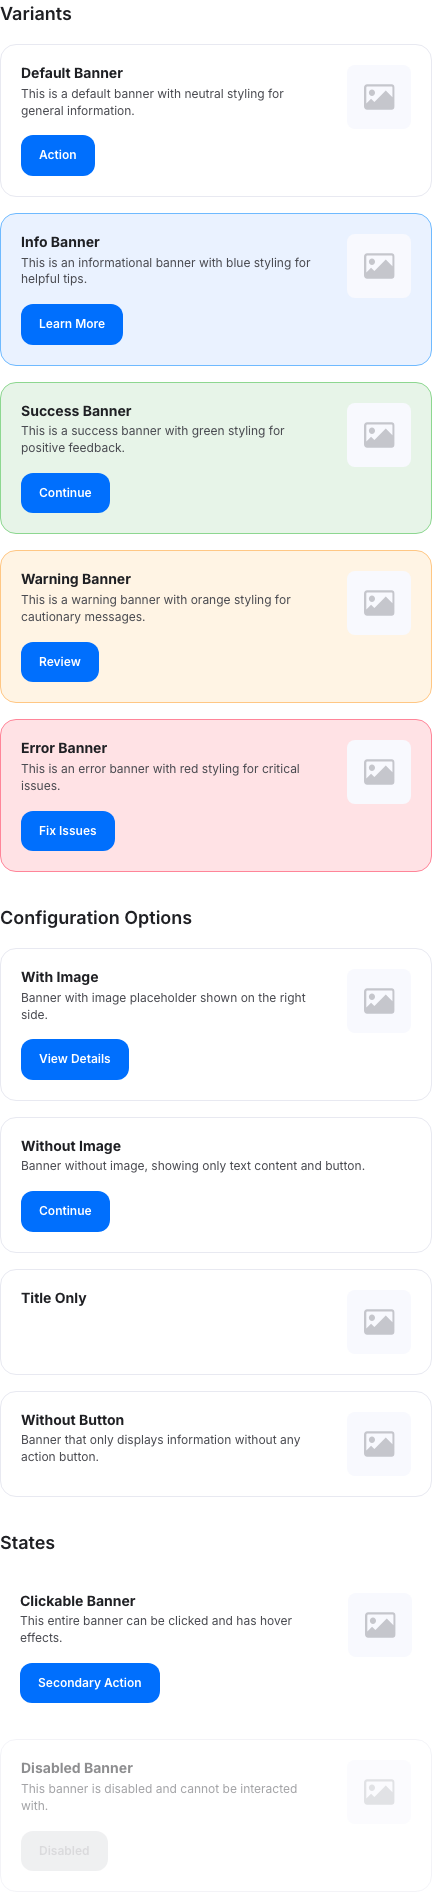 Variants
Default Banner
This is a default banner with neutral styling for
general information.
Action
Info Banner
This is an informational banner with blue styling for
helpful tips.
Learn More
Success Banner
This is a success banner with green styling for
positive feedback.
Continue
Warning Banner
This is a warning banner with orange styling for
cautionary messages.
Review
Error Banner
This is an error banner with red styling for critical
issues.
Fix Issues
Configuration Options
With Image
Banner with image placeholder shown on the right
side.
View Details
Without Image
Banner without image, showing only text content and button.
Continue
Title Only
Without Button
Banner that only displays information without any
action button.
States
Clickable Banner
This entire banner can be clicked and has hover
effects.
Secondary Action
Disabled Banner
This banner is disabled and cannot be interacted
with.
Disabled